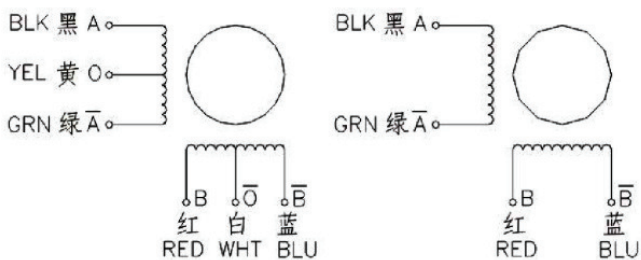 BLK 黑 A
YEL 黄 O
GRN 绿 A̅
B O̅ B̅
红 白 蓝
RED WHT BLU
BLK 黑 A
GRN 绿 A̅
B B̅
红 蓝
RED BLU